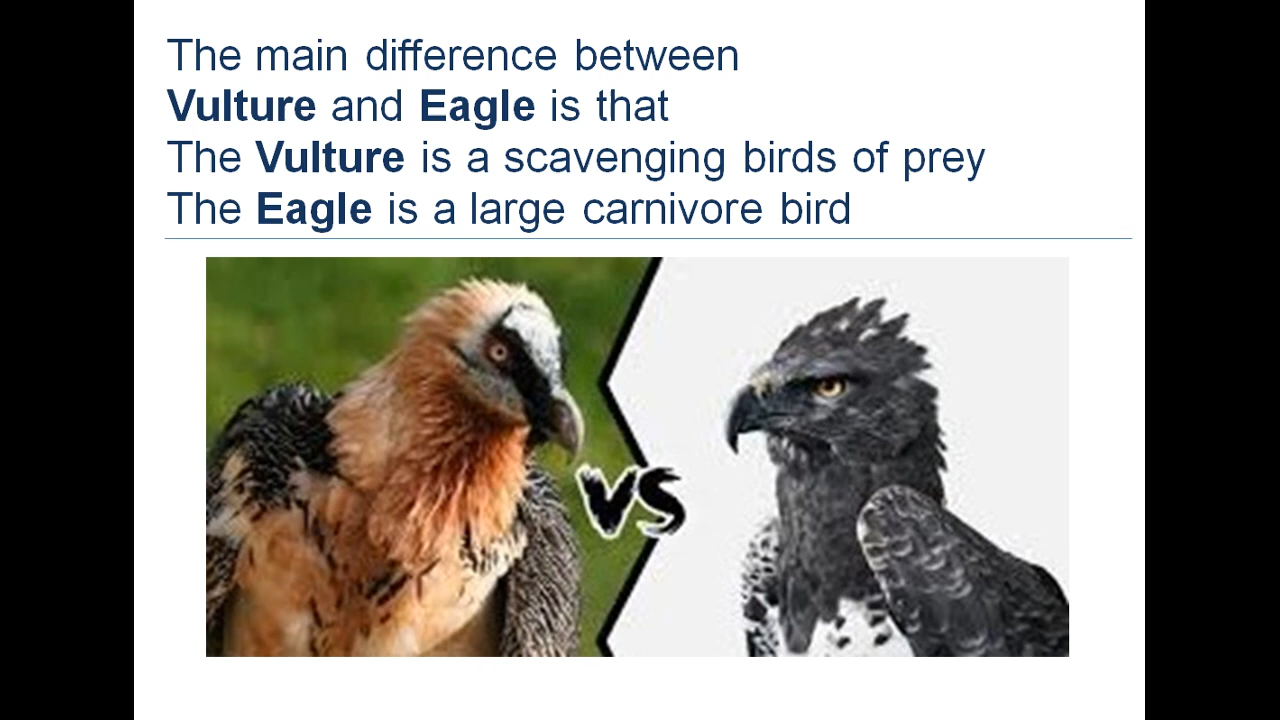 The main difference between
Vulture and Eagle is that
The Vulture is a scavenging birds of prey
The Eagle is a large carnivore bird
VS